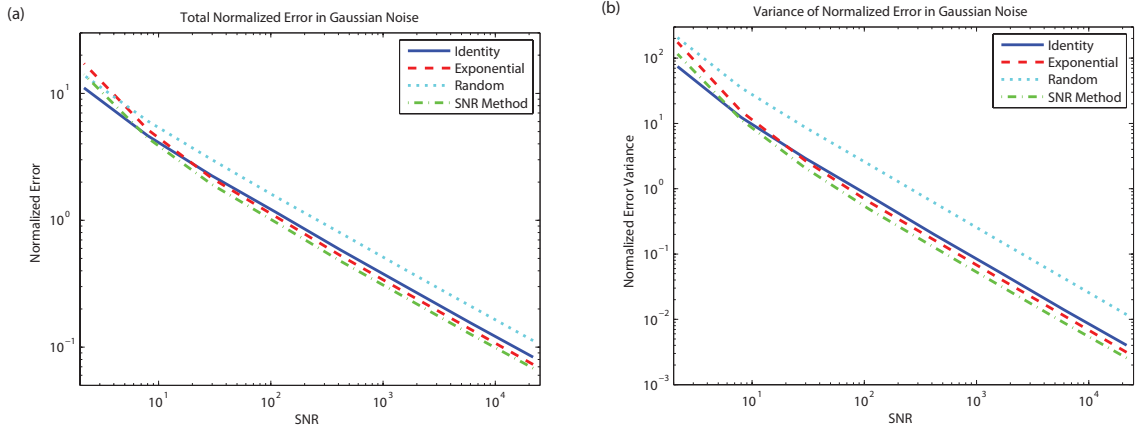 (a)
Total Normalized Error in Gaussian Noise
Identity
Exponential
Random
SNR Method
10^1
10^0
10^-1
Normalized Error
10^1
10^2
10^3
10^4
SNR
(b)
Variance of Normalized Error in Gaussian Noise
Identity
Exponential
Random
SNR Method
10^2
10^1
10^0
10^-1
10^-2
10^-3
Normalized Error Variance
10^1
10^2
10^3
10^4
SNR